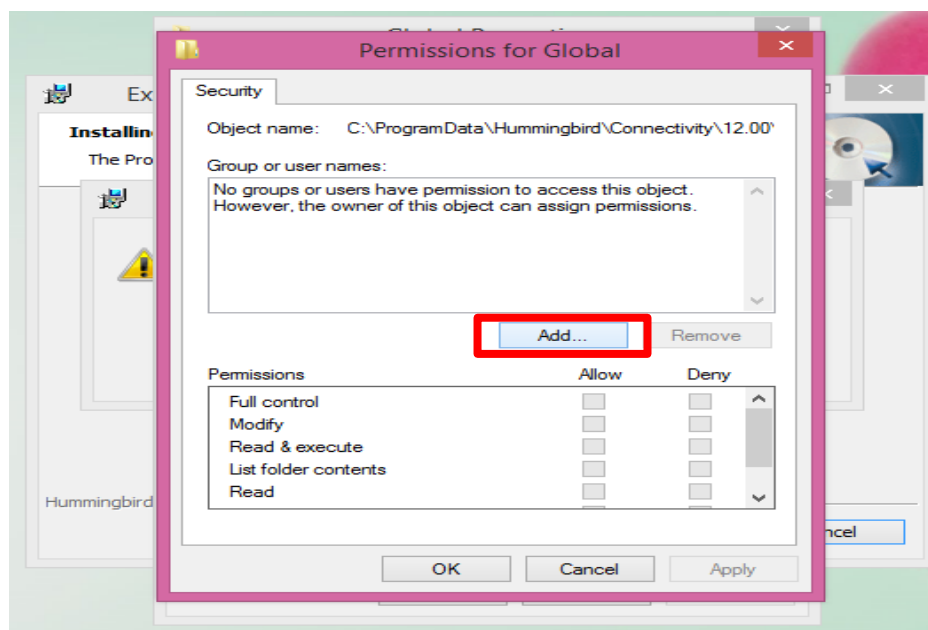 Permissions for Global
Ex
Security
Installin
Object name: C:\ProgramData\Hummingbird\Connectivity\12.00
The Pro
Group or user names:
No groups or users have permission to access this object.
However, the owner of this object can assign permissions.
Add...
Remove
Permissions Allow Deny
Full control
Modify
Read & execute
List folder contents
Read
Hummingbird
ncel
OK Cancel Apply